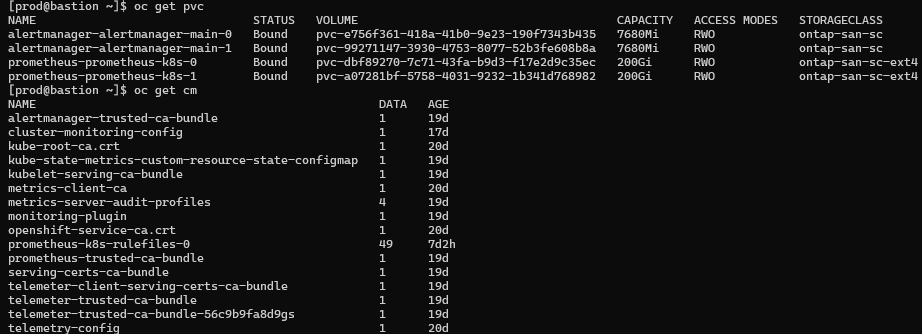 [prod@bastion ~]$ oc get pvc
NAME STATUS VOLUME CAPACITY ACCESS MODES STORAGECLASS
alertmanager-alertmanager-main-0 Bound pvc-e756f361-418a-41b0-9e23-190f7343b435 7680Mi RWO ontap-san-sc
alertmanager-alertmanager-main-1 Bound pvc-99271147-3930-4753-8077-52b3fe608b8a 7680Mi RWO ontap-san-sc
prometheus-prometheus-k8s-0 Bound pvc-dbf89270-7c71-43fa-b9d3-f17e2d9c35ec 200Gi RWO ontap-san-sc-ext4
prometheus-prometheus-k8s-1 Bound pvc-a07281bf-5758-4031-9232-1b341d768982 200Gi RWO ontap-san-sc-ext4
[prod@bastion ~]$ oc get cm
NAME DATA AGE
alertmanager-trusted-ca-bundle 1 19d
cluster-monitoring-config 1 17d
kube-root-ca.crt 1 20d
kube-state-metrics-custom-resource-state-configmap 1 19d
kubelet-serving-ca-bundle 1 19d
metrics-client-ca 1 20d
metrics-server-audit-profiles 4 19d
monitoring-plugin 1 19d
openshift-service-ca.crt 1 20d
prometheus-k8s-rulefiles-0 49 7d2h
prometheus-trusted-ca-bundle 1 19d
serving-certs-ca-bundle 1 19d
telemeter-client-serving-certs-ca-bundle 1 19d
telemeter-trusted-ca-bundle 1 19d
telemeter-trusted-ca-bundle-56c9b9fa8d9gs 1 19d
telemetry-config 1 20d